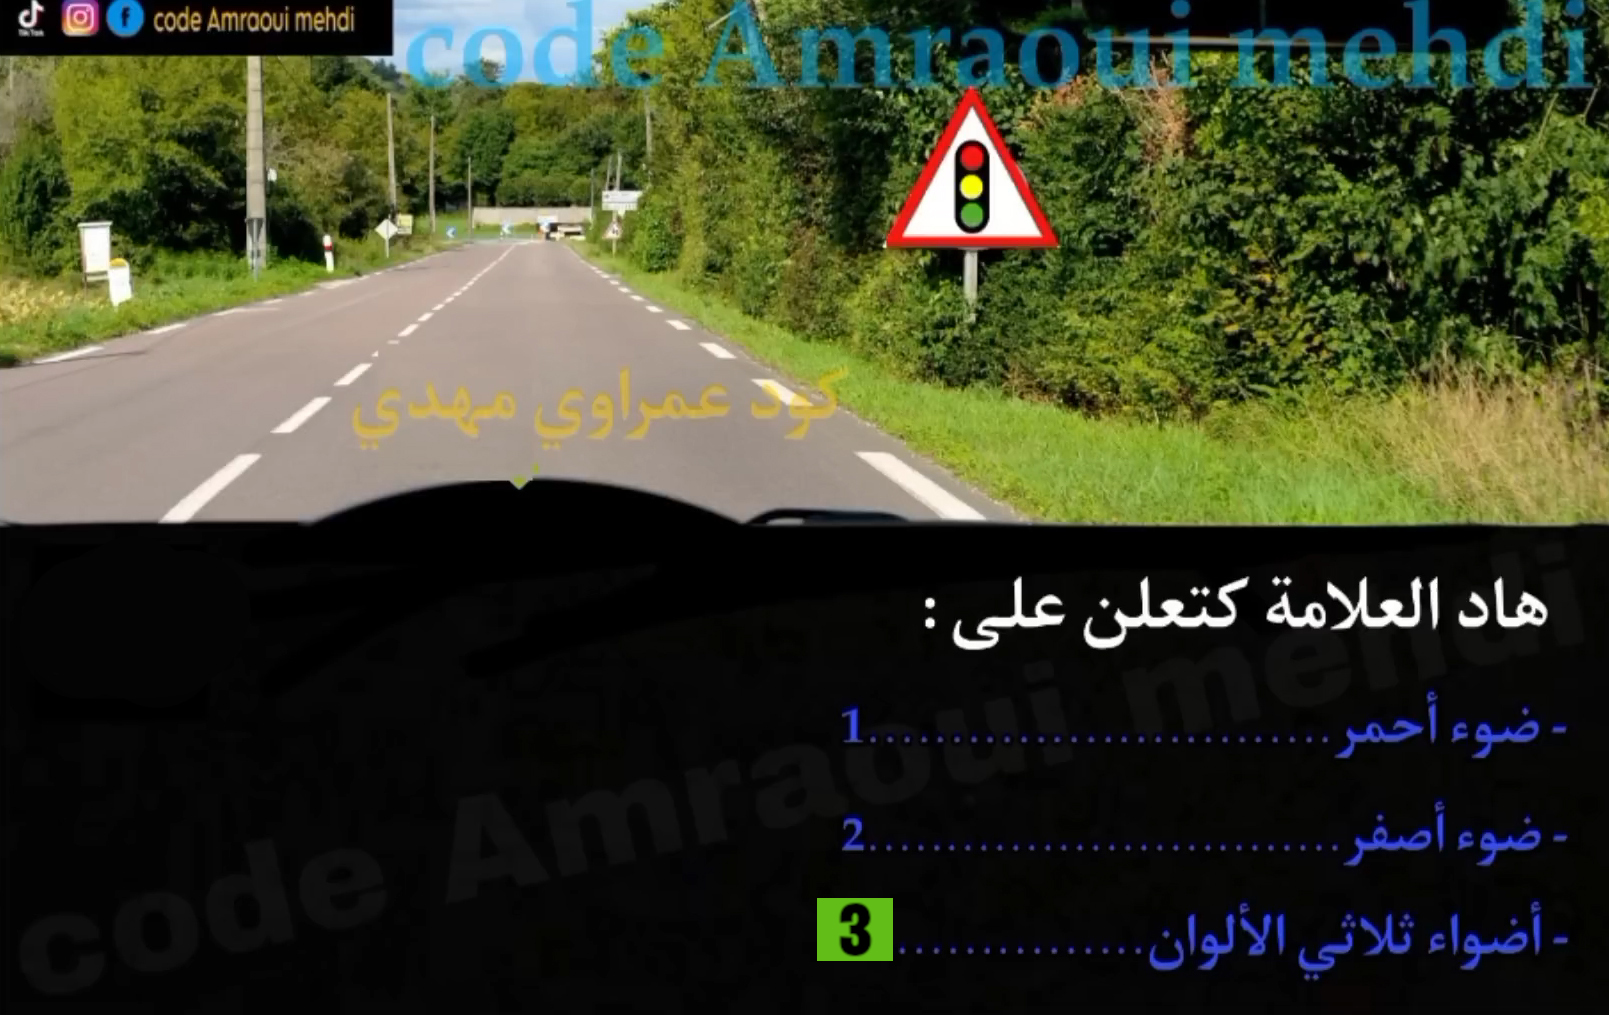 code Amraoui mehdi
code Amraoui mehdi
كود عمراوي مهدي
هاد العلامة كتعلن على :
- ضوء أحمر............................1
- ضوء أصفر.............................2
- أضواء ثلاثي الألوان...............3
code Amraoui mehdi